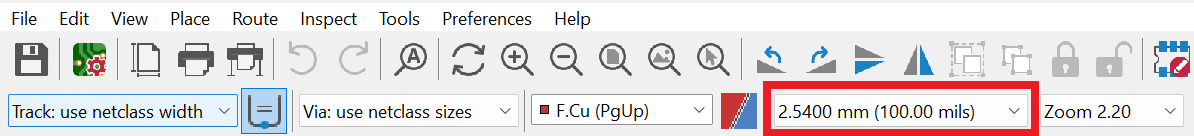 File Edit View Place Route Inspect Tools Preferences Help
Track: use netclass width Via: use netclass sizes F.Cu (PgUp) 2.5400 mm (100.00 mils) Zoom 2.20